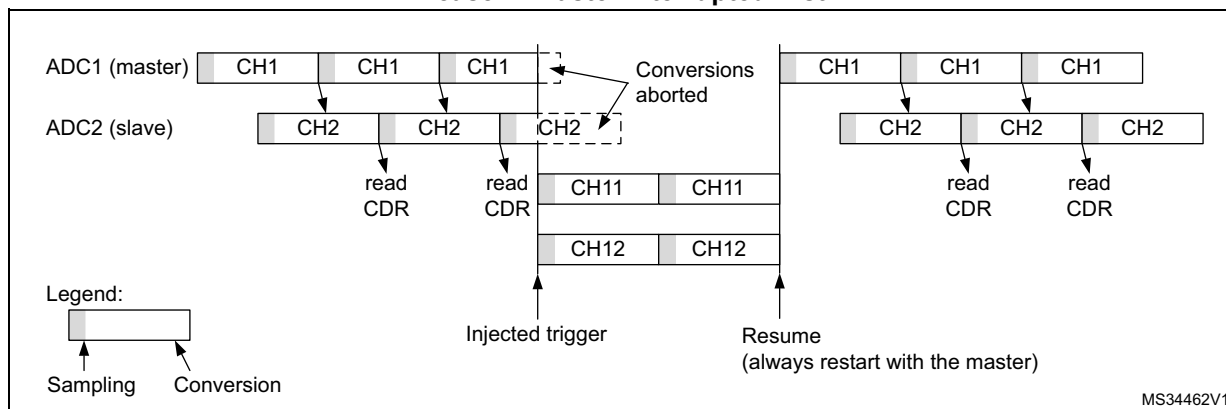 ADC1 (master) CH1 CH1 CH1 Conversions aborted CH1 CH1 CH1
ADC2 (slave) CH2 CH2 CH2 CH2 CH2 CH2
read CDR read CDR read CDR read CDR
CH11 CH11
CH12 CH12
Legend:
Sampling Conversion
Injected trigger
Resume
(always restart with the master)
MS34462V1